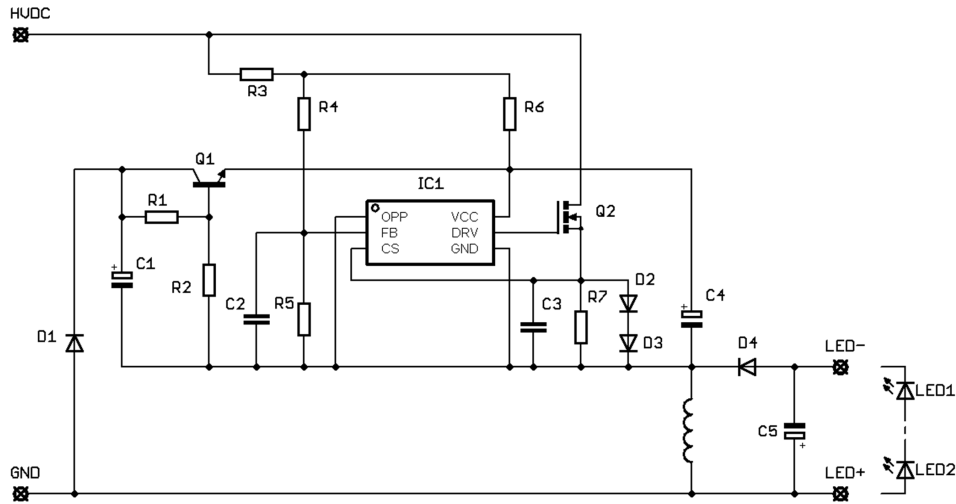 HVDC
R3
R4
R6
Q1
IC1
R1
OPP
VCC
Q2
FB
DRV
CS
GND
C1
R2
C2
R5
C3
R7
D2
C4
D1
D3
D4
LED-
LED1
C5
GND
LED+
LED2